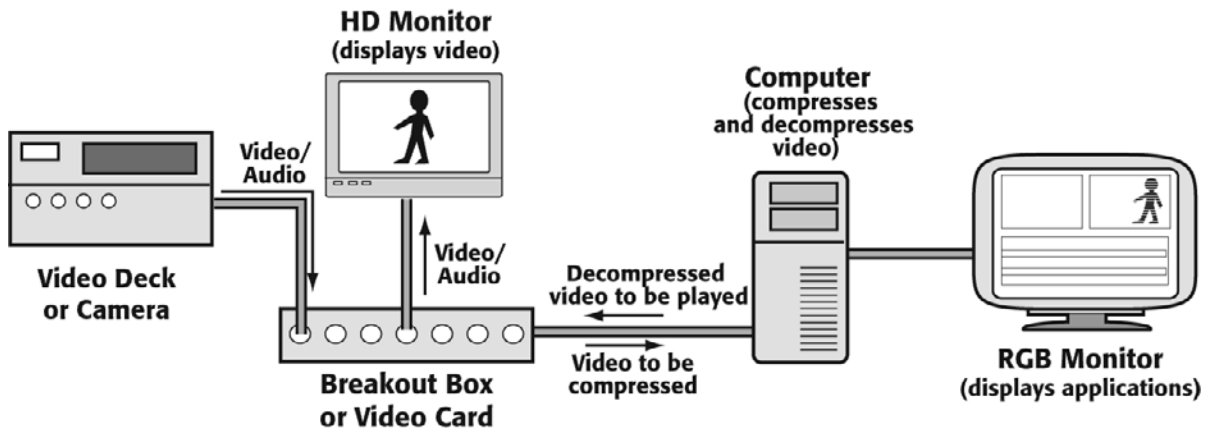 HD Monitor
(displays video)
Computer
(compresses
and decompresses
video)
Video/
Audio
Video Deck
or Camera
Video/
Audio
Decompressed
video to be played
Video to be
compressed
Breakout Box
or Video Card
RGB Monitor
(displays applications)